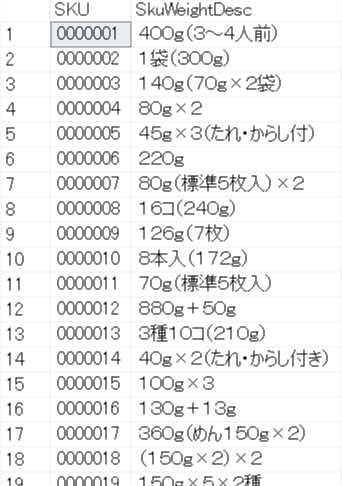 SKU SkuWeightDesc
1 0000001 400g(3～4人前)
2 0000002 1袋(300g)
3 0000003 140g(70g×2袋)
4 0000004 80g×2
5 0000005 45g×3(たれ・からし付)
6 0000006 220g
7 0000007 80g(標準5枚入)×2
8 0000008 16コ(240g)
9 0000009 126g(7枚)
10 0000010 8本入(172g)
11 0000011 70g(標準5枚入)
12 0000012 880g＋50g
13 0000013 3種10コ(210g)
14 0000014 40g×2(たれ・からし付き)
15 0000015 100g×3
16 0000016 130g＋13g
17 0000017 360g(めん150g×2)
18 0000018 (150g×2)×2
19 0000019 150g×5×2種